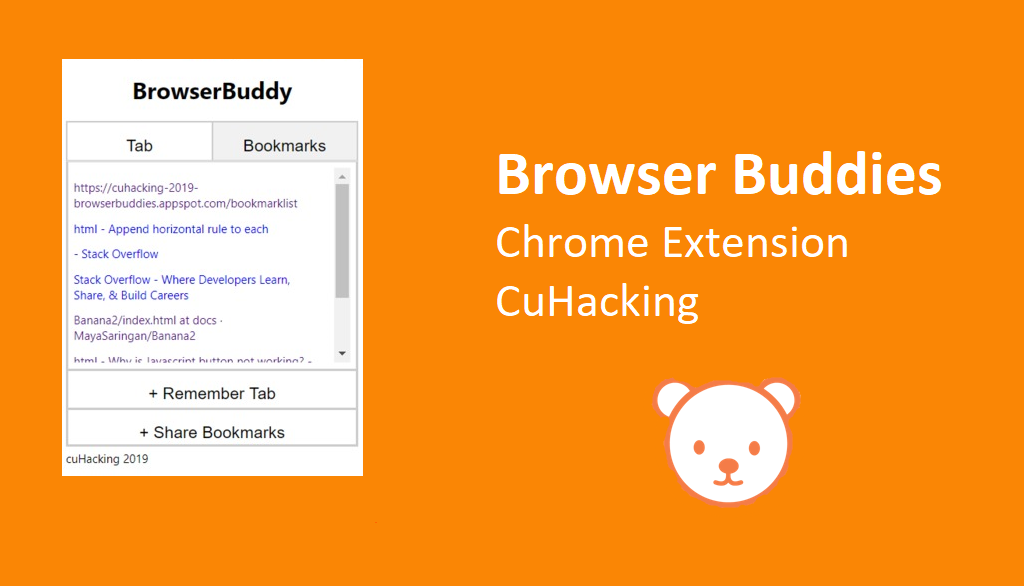 BrowserBuddy
Tab
Bookmarks
https://cuhacking-2019-
browserbuddies.appspot.com/bookmarklist
html - Append horizontal rule to each
- Stack Overflow
Stack Overflow - Where Developers Learn,
Share, & Build Careers
Banana2/index.html at docs ·
MayaSaringan/Banana2
html - Why is Javascript button not working? -
+ Remember Tab
+ Share Bookmarks
cuHacking 2019
Browser Buddies
Chrome Extension
CuHacking